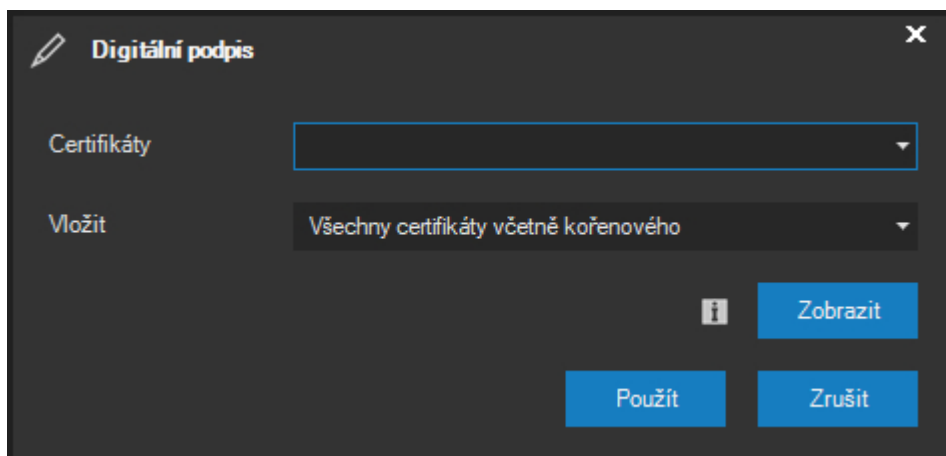 Digitální podpis
Certifikáty
Vložit
Všechny certifikáty včetně kořenového
Zobrazit
Použít
Zrušit